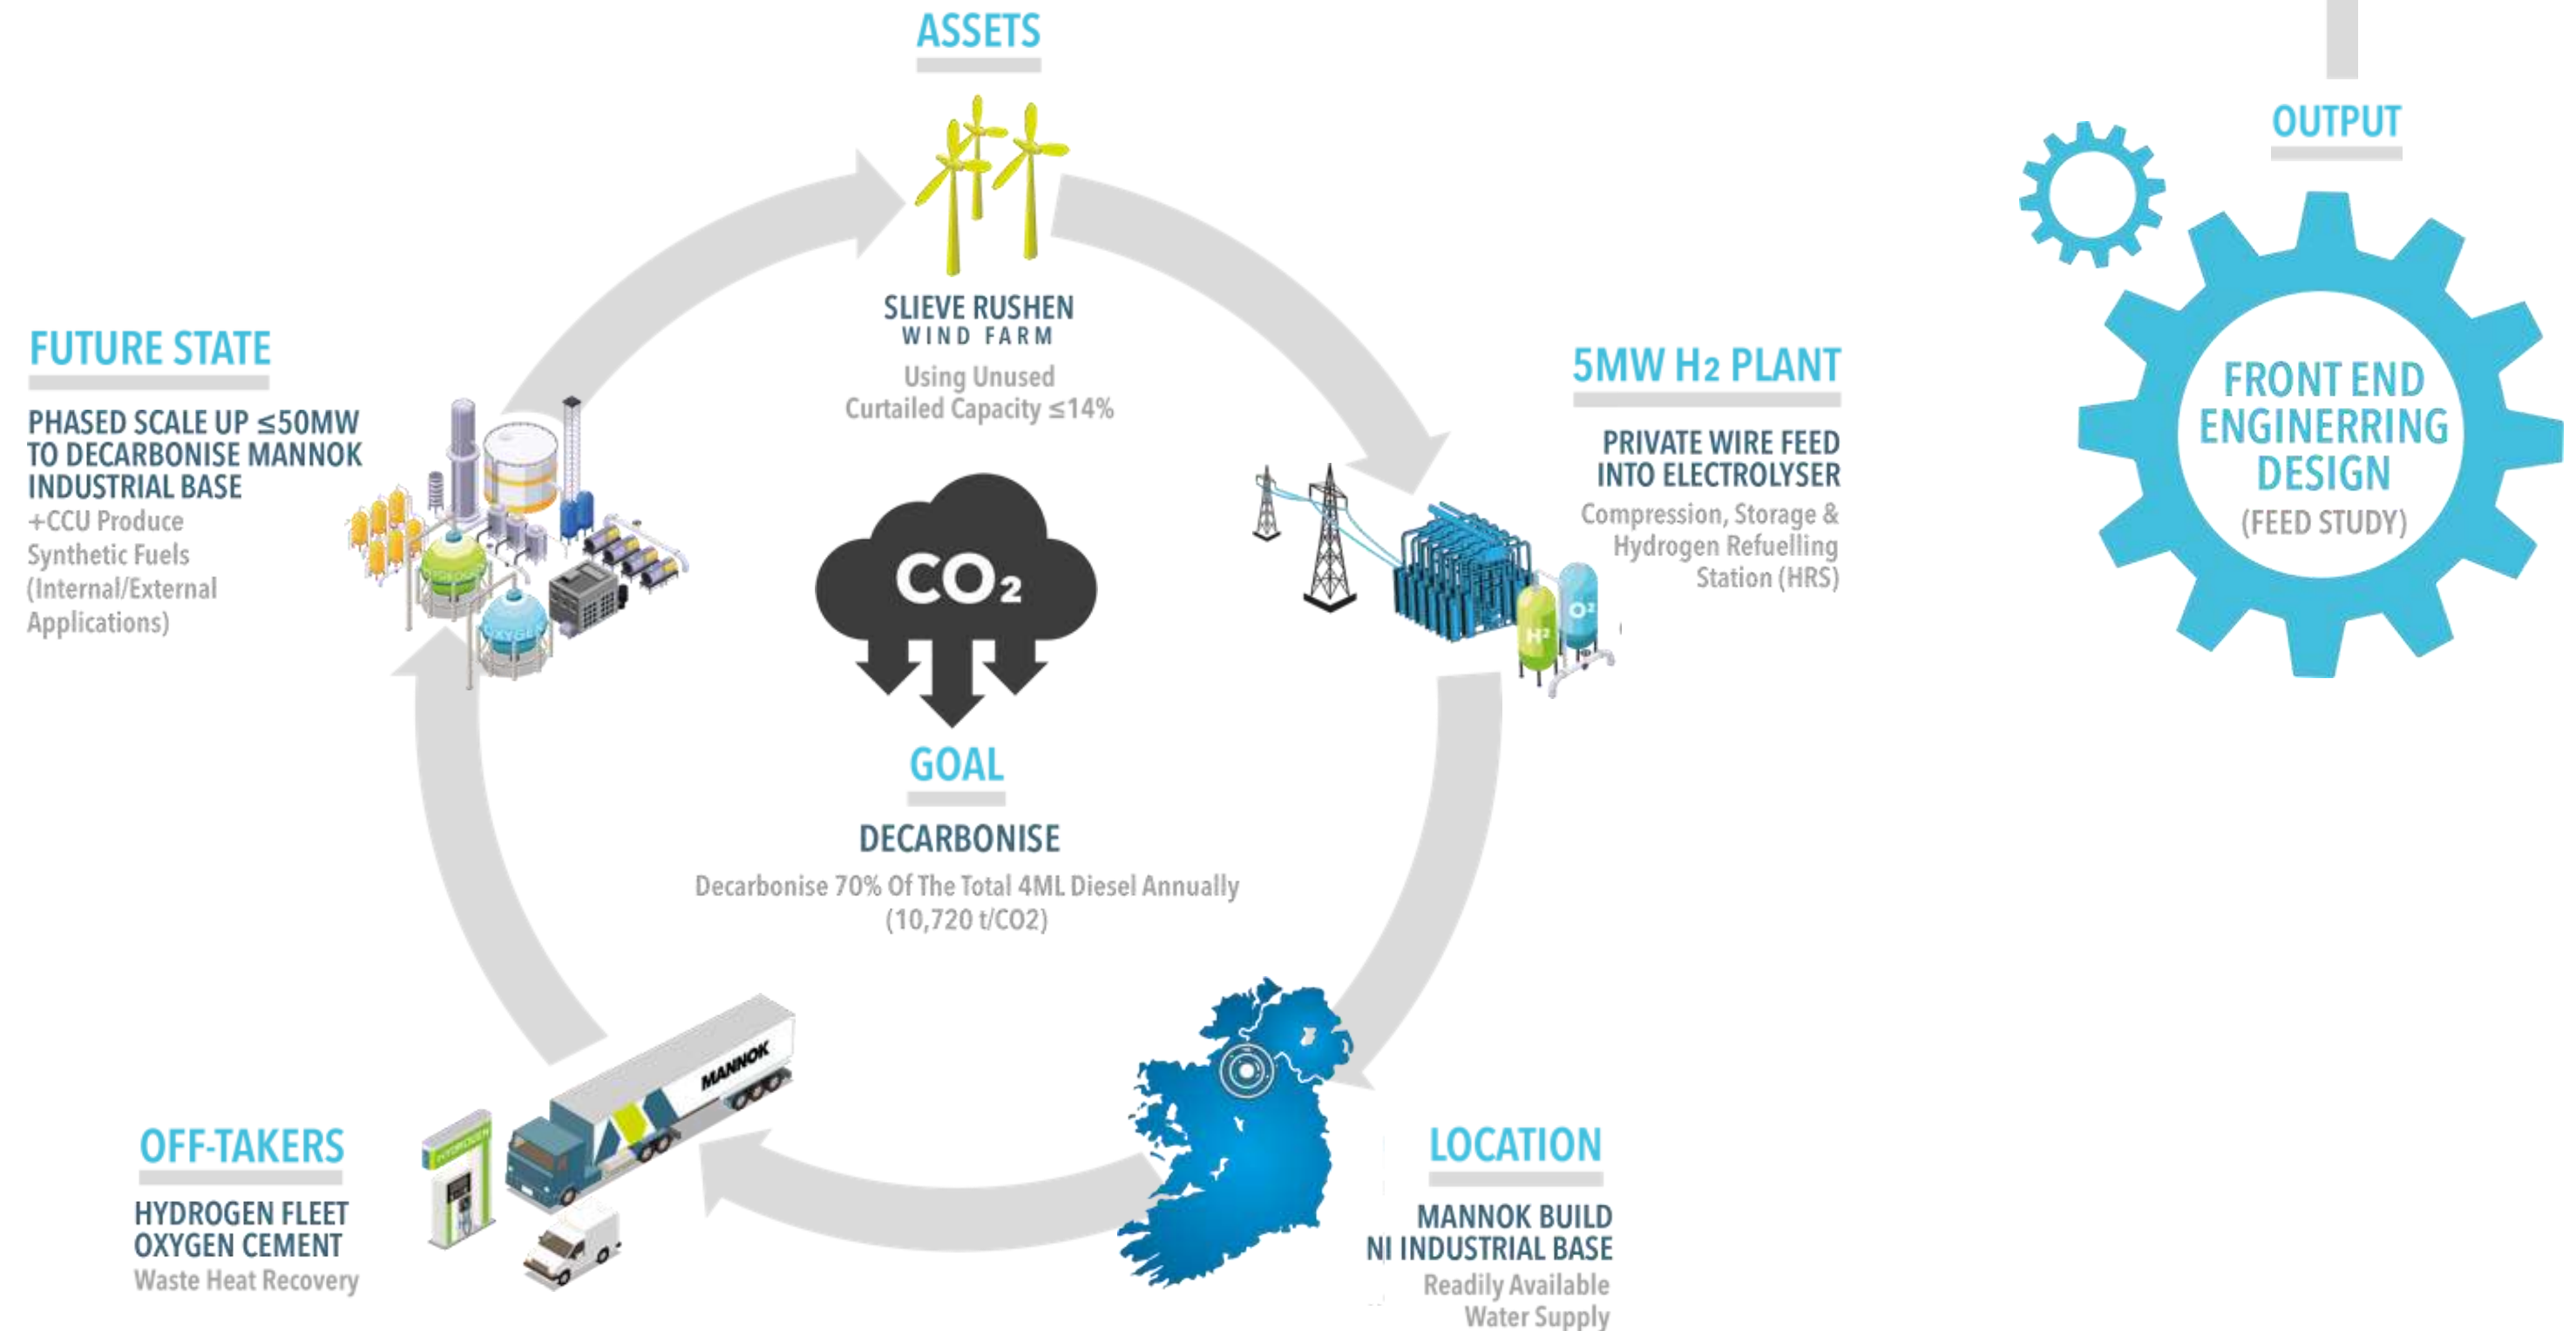 ASSETS
SLIEVE RUSHEN
WIND FARM
Using Unused
Curtailed Capacity ≤14%
5MW H2 PLANT
PRIVATE WIRE FEED
INTO ELECTROLYSER
Compression, Storage &
Hydrogen Refuelling
Station (HRS)
H²
O²
LOCATION
MANNOK BUILD
NI INDUSTRIAL BASE
Readily Available
Water Supply
OFF-TAKERS
HYDROGEN FLEET
OXYGEN CEMENT
Waste Heat Recovery
HYDROGEN
MANNOK
FUTURE STATE
PHASED SCALE UP ≤50MW
TO DECARBONISE MANNOK
INDUSTRIAL BASE
+CCU Produce
Synthetic Fuels
(Internal/External
Applications)
HYDROGEN
OXYGEN
CO₂
GOAL
DECARBONISE
Decarbonise 70% Of The Total 4ML Diesel Annually
(10,720 t/CO2)
OUTPUT
FRONT END
ENGINERRING
DESIGN
(FEED STUDY)